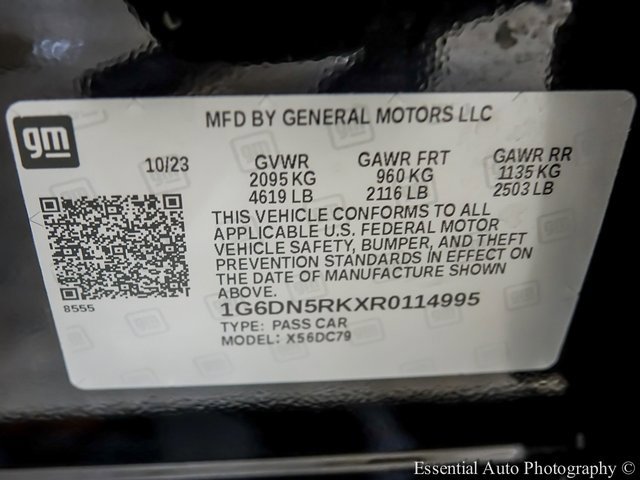 MFD BY GENERAL MOTORS LLC
gm
10/23 GVWR GAWR FRT GAWR RR
2095 KG 960 KG 1135 KG
4619 LB 2116 LB 2503 LB
THIS VEHICLE CONFORMS TO ALL
APPLICABLE U.S. FEDERAL MOTOR
VEHICLE SAFETY, BUMPER, AND THEFT
PREVENTION STANDARDS IN EFFECT ON
THE DATE OF MANUFACTURE SHOWN
ABOVE.
8555
1G6DN5RKXR0114995
TYPE: PASS CAR
MODEL: X56DC79
Essential Auto Photography ©